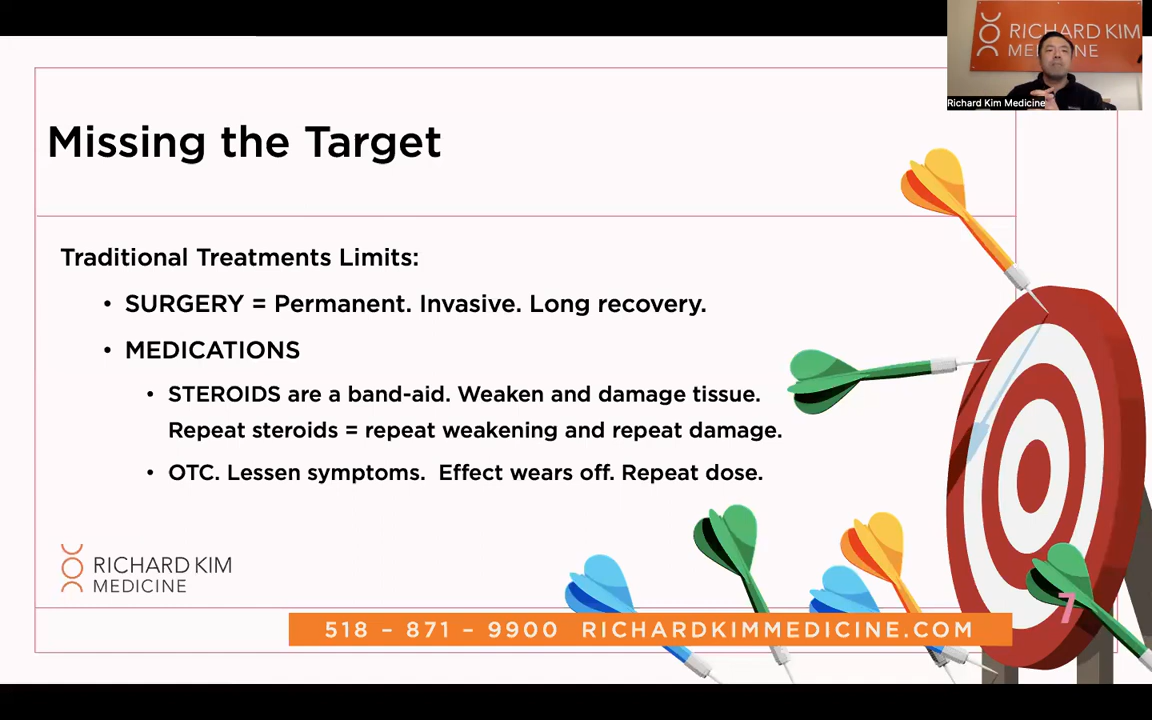 RICHARD KIM
MEDICINE
Richard Kim Medicine
Missing the Target
Traditional Treatments Limits:
• SURGERY = Permanent. Invasive. Long recovery.
• MEDICATIONS
• STEROIDS are a band-aid. Weaken and damage tissue.
Repeat steroids = repeat weakening and repeat damage.
• OTC. Lessen symptoms.  Effect wears off. Repeat dose.
RICHARD KIM
MEDICINE
7
518 – 871 – 9900 RICHARDKIMMEDICINE.COM